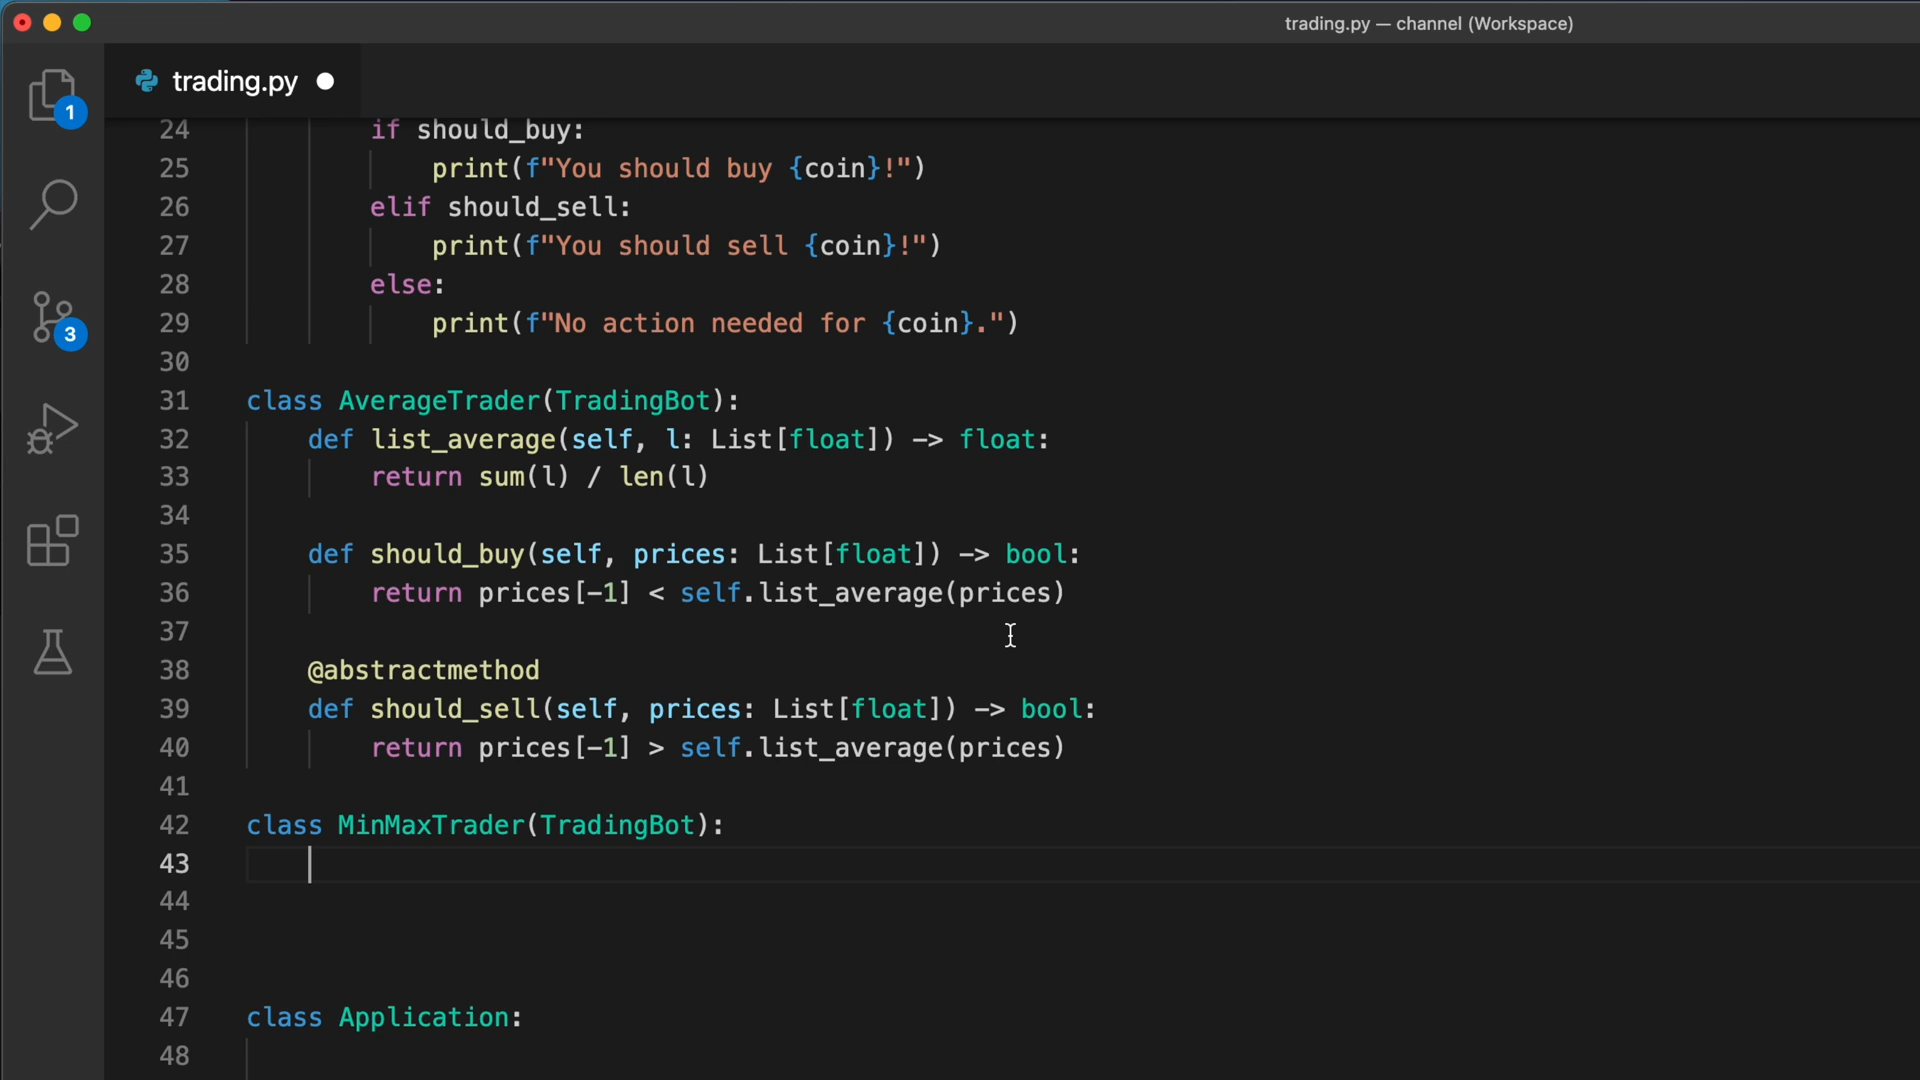 trading.py — channel (Workspace)
trading.py
1
3
24 if should_buy:
25 print(f"You should buy {coin}!")
26 elif should_sell:
27 print(f"You should sell {coin}!")
28 else:
29 print(f"No action needed for {coin}.")
30
31 class AverageTrader(TradingBot):
32 def list_average(self, l: List[float]) -> float:
33 return sum(l) / len(l)
34
35 def should_buy(self, prices: List[float]) -> bool:
36 return prices[-1] < self.list_average(prices)
37
38 @abstractmethod
39 def should_sell(self, prices: List[float]) -> bool:
40 return prices[-1] > self.list_average(prices)
41
42 class MinMaxTrader(TradingBot):
43
44
45
46
47 class Application:
48